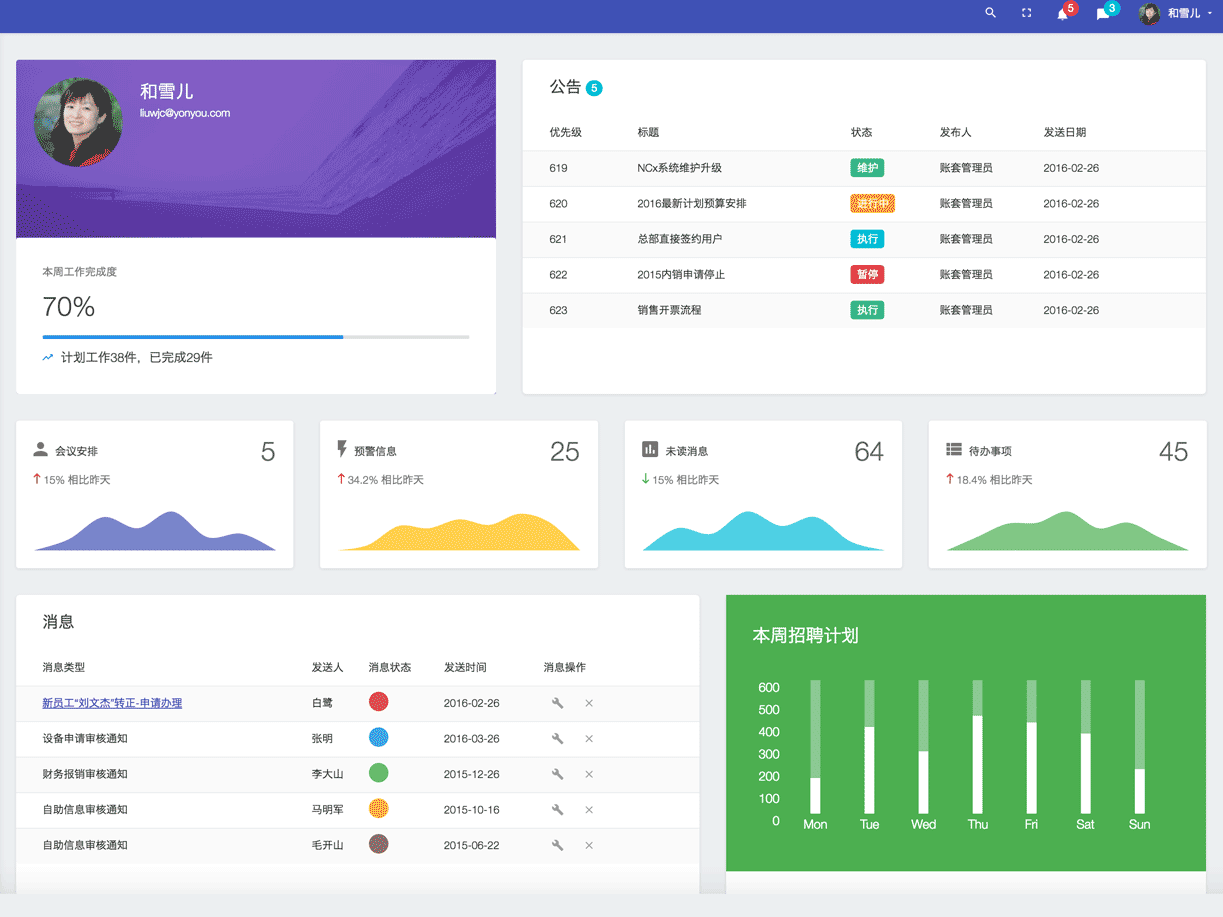 5
3
和雪儿
和雪儿
liuwjc@yonyou.com
本周工作完成度
70%
计划工作38件，已完成29件
公告 5
优先级 标题 状态 发布人 发送日期
619 NCx系统维护升级 维护 账套管理员 2016-02-26
620 2016最新计划预算安排 进行中 账套管理员 2016-02-26
621 总部直接签约用户 执行 账套管理员 2016-02-26
622 2015内销申请停止 暂停 账套管理员 2016-02-26
623 销售开票流程 执行 账套管理员 2016-02-26
会议安排 5
15% 相比昨天
预警信息 25
34.2% 相比昨天
未读消息 64
15% 相比昨天
待办事项 45
18.4% 相比昨天
消息
消息类型 发送人 消息状态 发送时间 消息操作
新员工“刘文杰”转正-申请办理 白鹭 2016-02-26
设备申请审核通知 张明 2016-03-26
财务报销审核通知 李大山 2015-12-26
自助信息审核通知 马明军 2015-10-16
自助信息审核通知 毛开山 2015-06-22
本周招聘计划
600
500
400
300
200
100
0
Mon Tue Wed Thu Fri Sat Sun